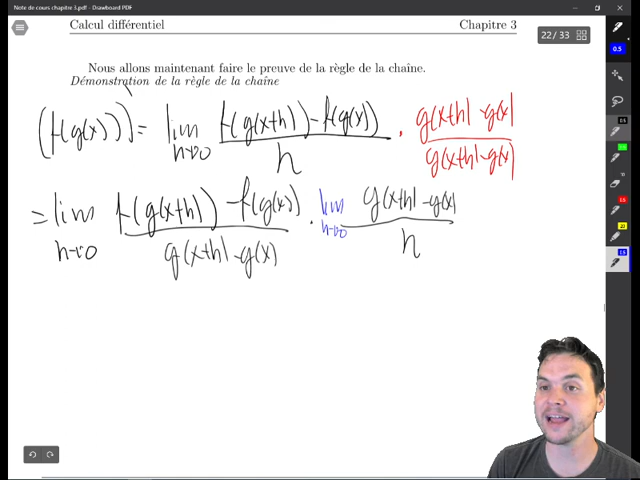 Note de cours chapitre 3.pdf - Drawboard PDF
Calcul différentiel Chapitre 3
22 / 33
Nous allons maintenant faire le preuve de la règle de la chaîne.
Démonstration de la règle de la chaîne
(f(g(x)))' = lim h→0 f(g(x+h)) - f(g(x)) / h · g(x+h) - g(x) / g(x+h) - g(x)
= lim h→0 f(g(x+h)) - f(g(x)) / g(x+h) - g(x) · lim h→0 g(x+h) - g(x) / h